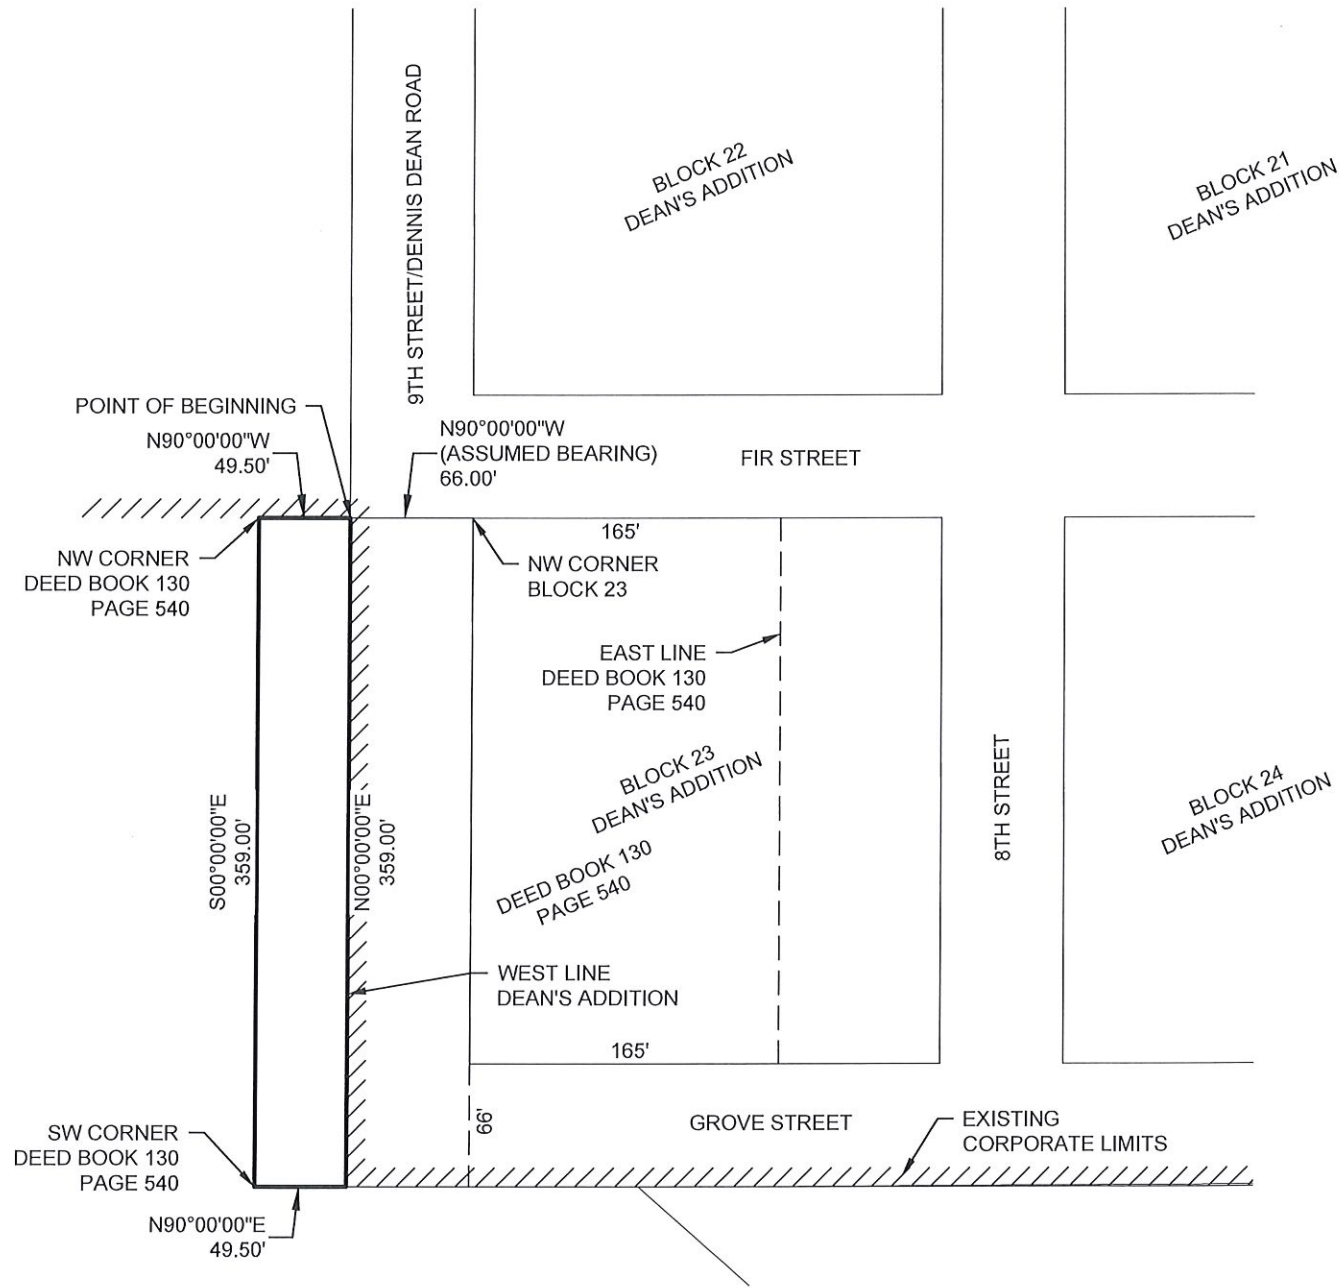 9TH STREET/DENNIS DEAN ROAD
BLOCK 22
DEAN'S ADDITION
BLOCK 21
DEAN'S ADDITION
POINT OF BEGINNING
N90°00'00"W
49.50'
N90°00'00"W
(ASSUMED BEARING)
66.00'
FIR STREET
165'
NW CORNER
DEED BOOK 130
PAGE 540
NW CORNER
BLOCK 23
EAST LINE
DEED BOOK 130
PAGE 540
S00°00'00"E
359.00'
N00°00'00"E
359.00'
BLOCK 23
DEAN'S ADDITION
DEED BOOK 130
PAGE 540
8TH STREET
BLOCK 24
DEAN'S ADDITION
WEST LINE
DEAN'S ADDITION
165'
66'
GROVE STREET
EXISTING
CORPORATE LIMITS
SW CORNER
DEED BOOK 130
PAGE 540
N90°00'00"E
49.50'